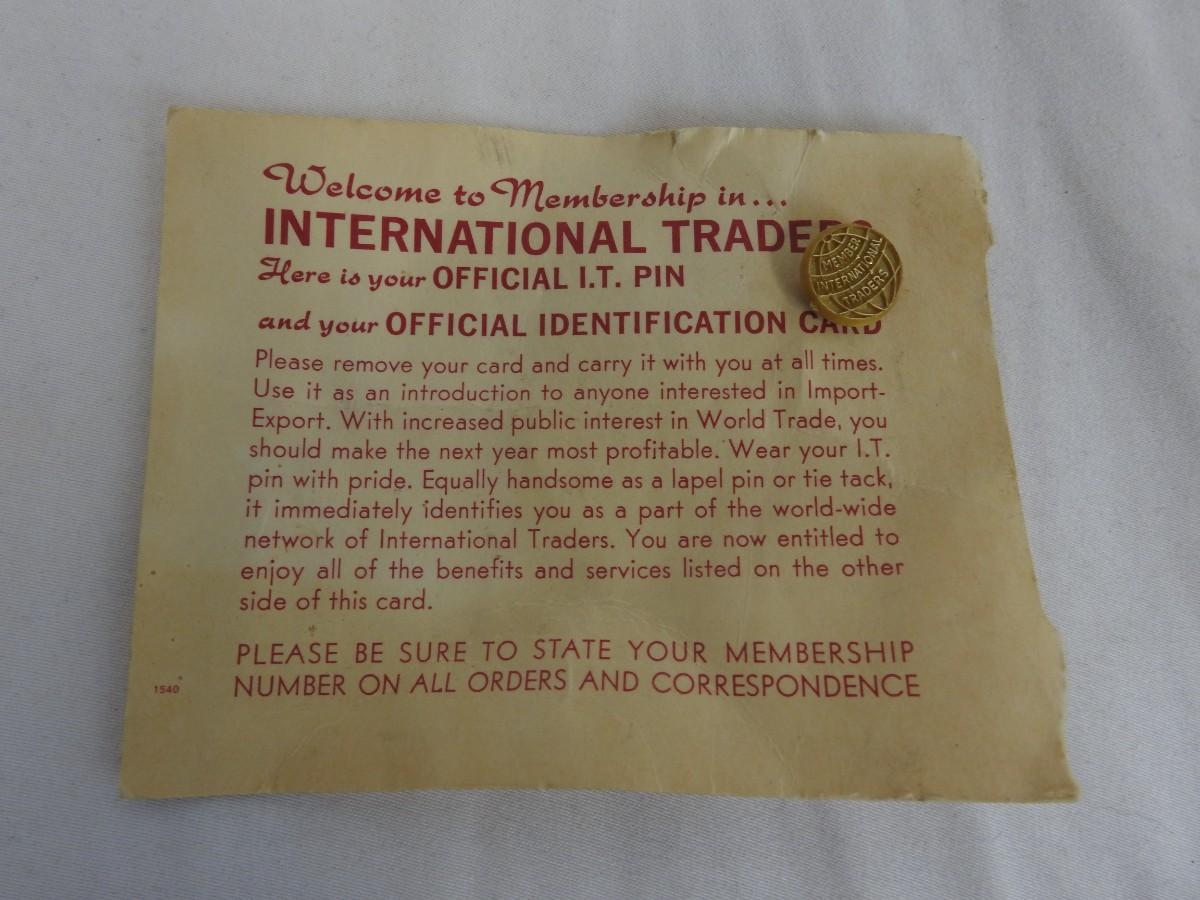 Welcome to Membership in...
INTERNATIONAL TRADERS
Here is your OFFICIAL I.T. PIN
and your OFFICIAL IDENTIFICATION CARD
MEMBER
INTERNATIONAL
TRADERS
Please remove your card and carry it with you at all times.
Use it as an introduction to anyone interested in Import-
Export. With increased public interest in World Trade, you
should make the next year most profitable. Wear your I.T.
pin with pride. Equally handsome as a lapel pin or tie tack,
it immediately identifies you as a part of the world-wide
network of International Traders. You are now entitled to
enjoy all of the benefits and services listed on the other
side of this card.
PLEASE BE SURE TO STATE YOUR MEMBERSHIP
NUMBER ON ALL ORDERS AND CORRESPONDENCE
1540